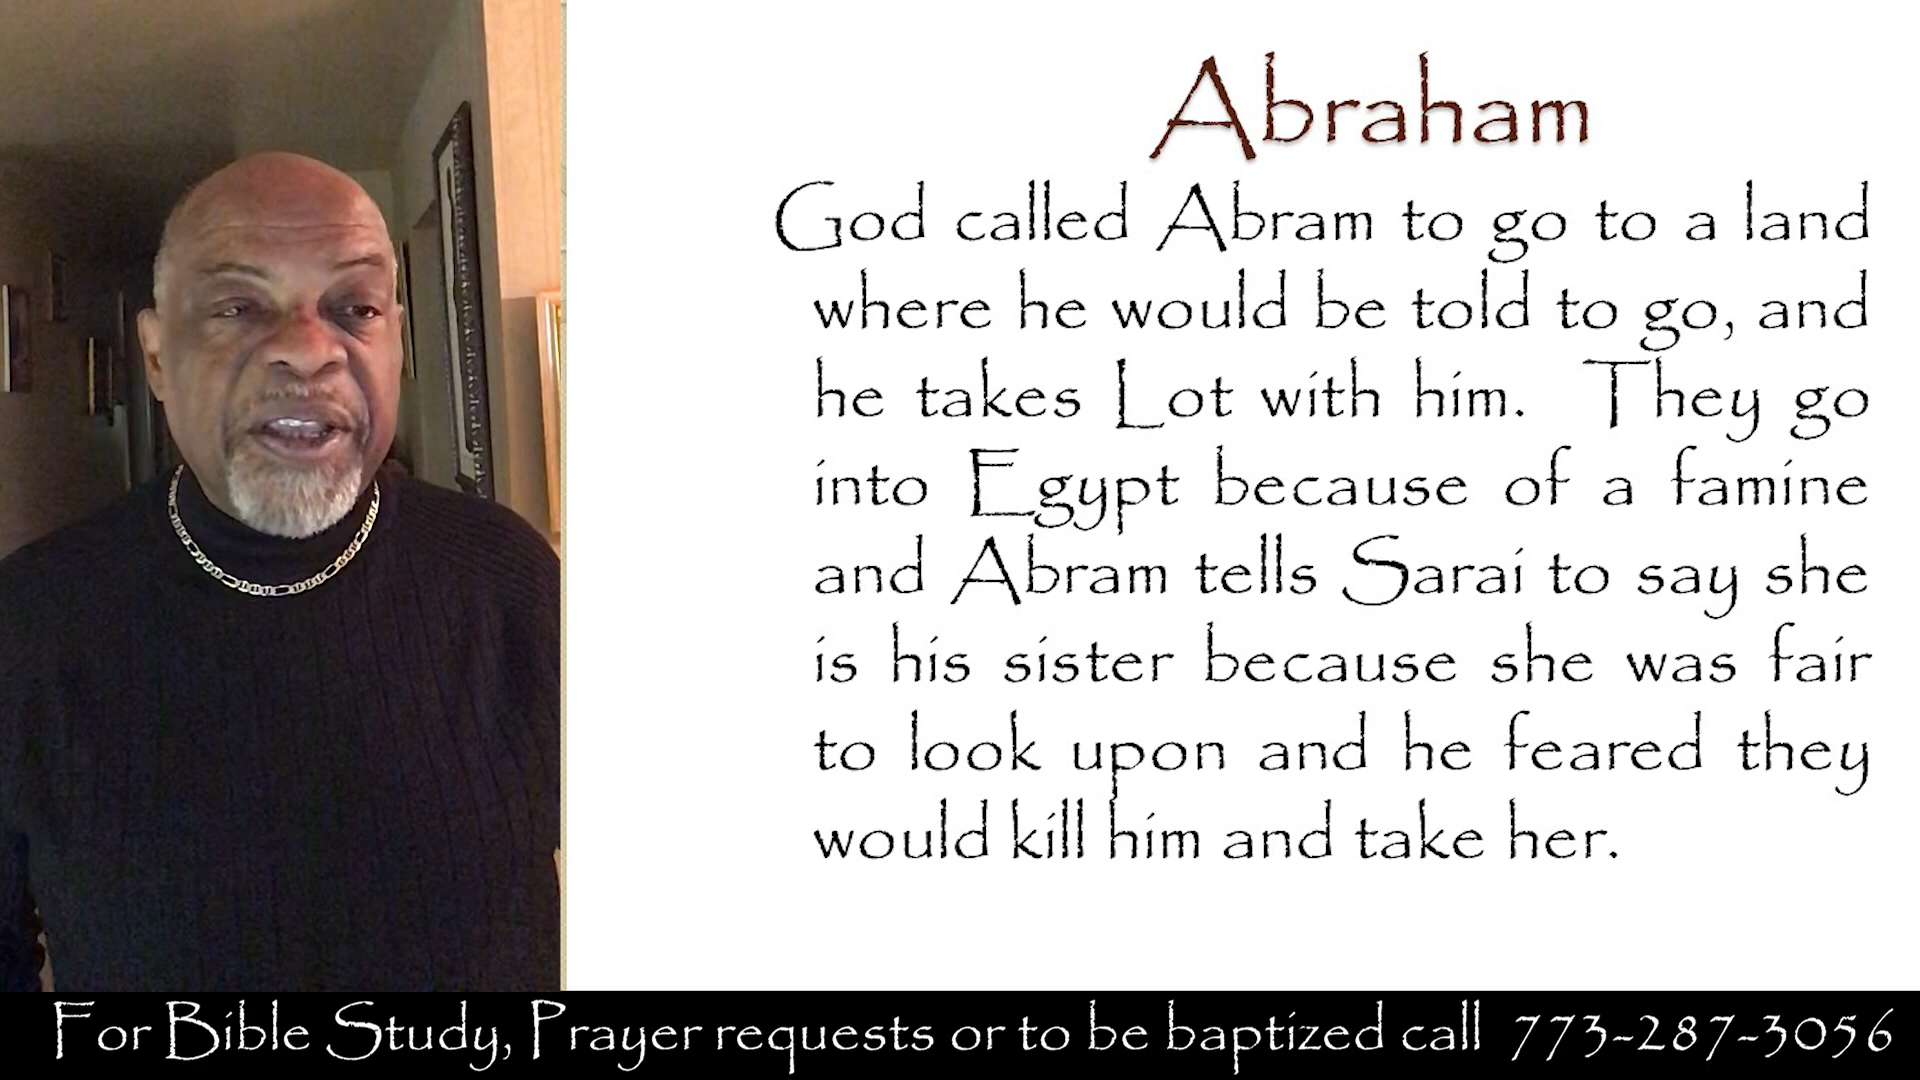 Abraham
God called Abram to go to a land
where he would be told to go, and
he takes Lot with him. They go
into Egypt because of a famine
and Abram tells Sarai to say she
is his sister because she was fair
to look upon and he feared they
would kill him and take her.
For Bible Study, Prayer requests or to be baptized call 773-287-3056